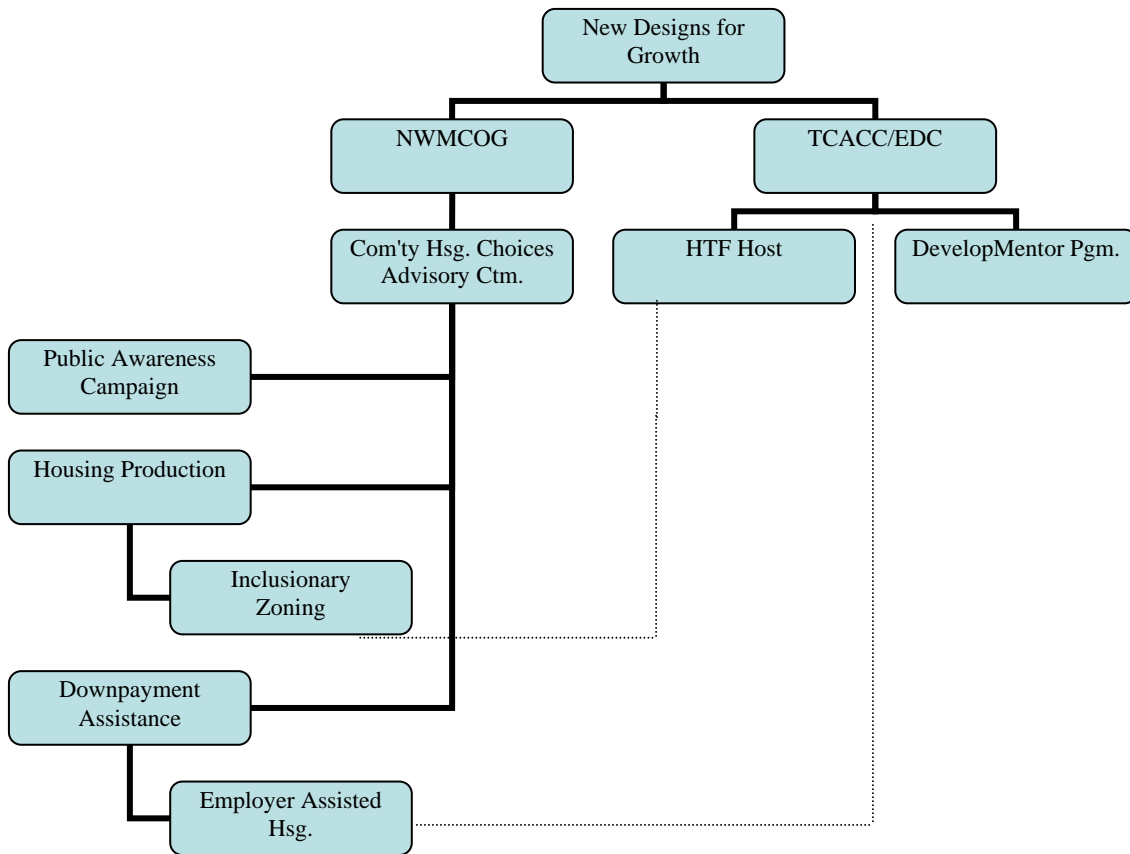 New Designs for
Growth
NWMCOG
TCACC/EDC
Com'ty Hsg. Choices
Advisory Ctm.
HTF Host
DevelopMentor Pgm.
Public Awareness
Campaign
Housing Production
Inclusionary
Zoning
Downpayment
Assistance
Employer Assisted
Hsg.